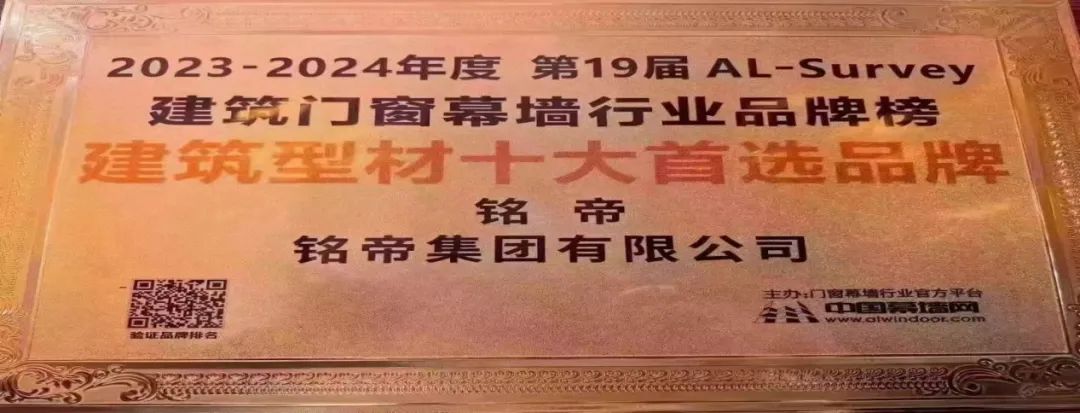 2023-2024年度 第19届 AL-Survey
建筑门窗幕墙行业品牌榜
建筑型材十大首选品牌
铭 帝
铭帝集团有限公司
验证品牌排名
主办:门窗幕墙行业官方平台
中国幕墙网
www.alwindoor.com